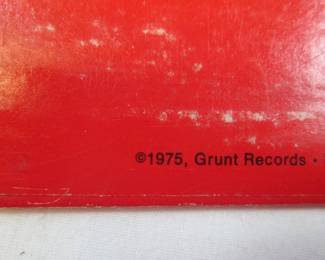 ©1975, Grunt Records •